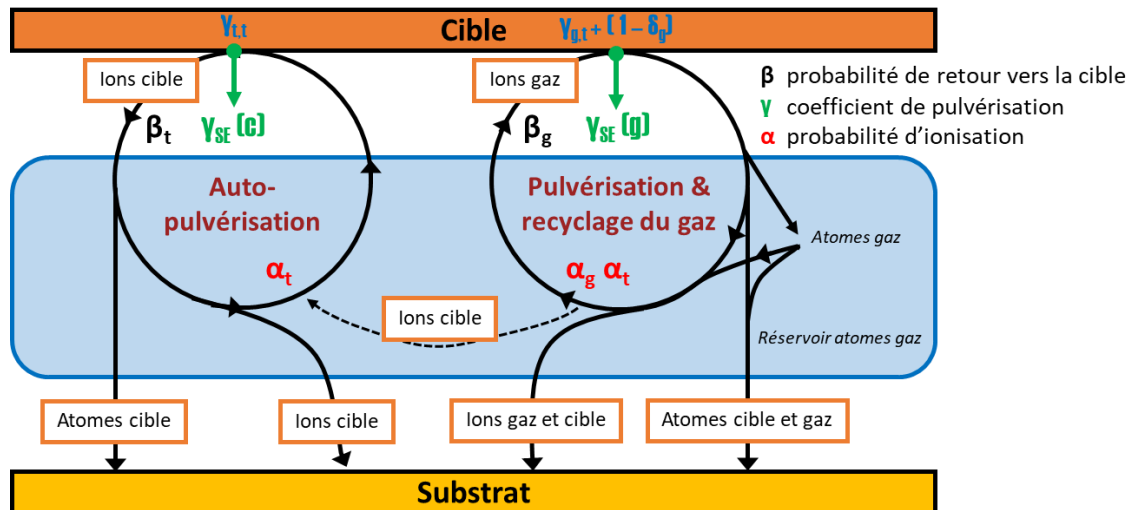 γt,t
Cible
γg,t + (1 – δg)
Ions cible
Ions gaz
β probabilité de retour vers la cible
γ coefficient de pulvérisation
α probabilité d'ionisation
βt
γSE (c)
βg
γSE (g)
Auto-
pulvérisation
Pulvérisation &
recyclage du gaz
Atomes gaz
αt
αg αt
Ions cible
Réservoir atomes gaz
Atomes cible
Ions cible
Ions gaz et cible
Atomes cible et gaz
Substrat